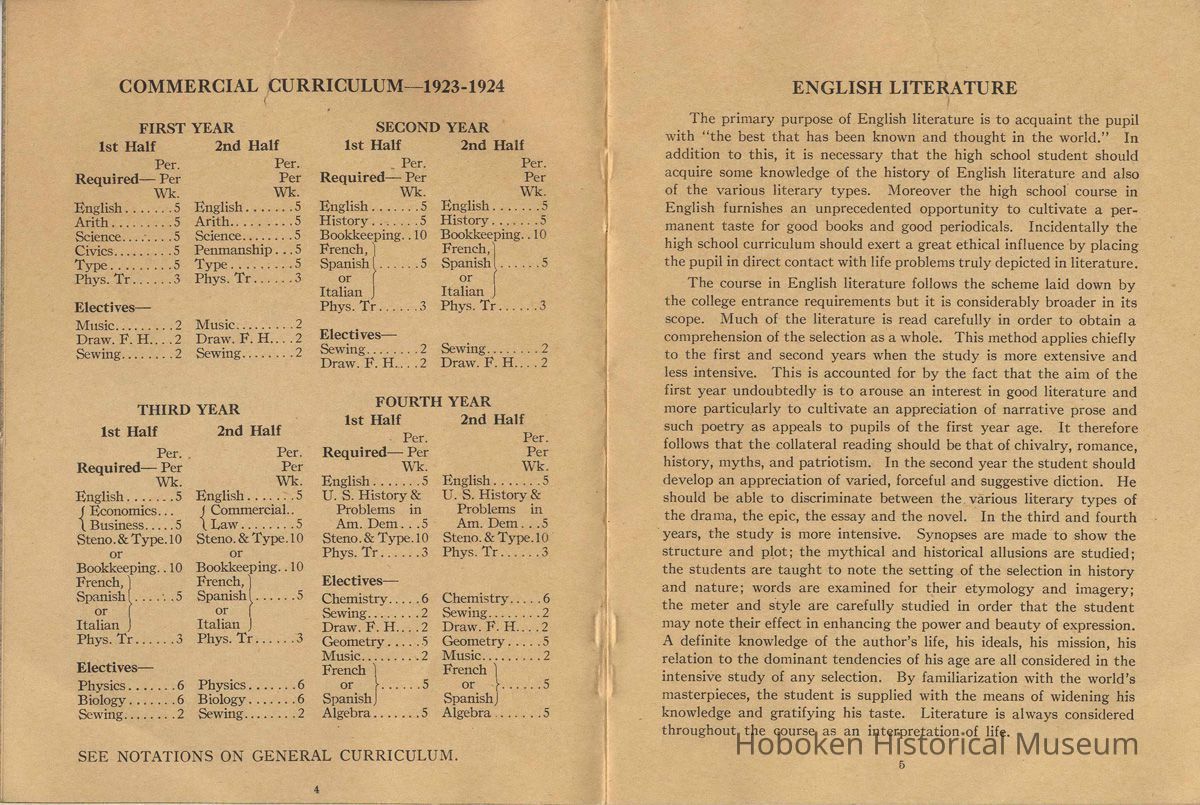 COMMERCIAL CURRICULUM—1923-1924
FIRST YEAR
1st Half 2nd Half
Per. Per.
Required— Per Per
Wk. Wk.
English.......5 English.......5
Arith.........5 Arith.........5
Science.......5 Science.......5
Civics........5 Penmanship...5
Type.........5 Type.........5
Phys. Tr......3 Phys. Tr......3
Electives—
Music.........2 Music.........2
Draw. F. H....2 Draw. F. H....2
Sewing........2 Sewing........2
SECOND YEAR
1st Half 2nd Half
Per. Per.
Required— Per Per
Wk. Wk.
English.......5 English.......5
History.......5 History.......5
Bookkeeping..10 Bookkeeping..10
French, French,
Spanish ......5 Spanish ......5
or or
Italian Italian
Phys. Tr......3 Phys. Tr......3
Electives—
Sewing........2 Sewing........2
Draw. F. H....2 Draw. F. H....2
THIRD YEAR
1st Half 2nd Half
Per. Per.
Required— Per Per
Wk. Wk.
English.......5 English.......5
Economics... Commercial..
Business.....5 Law........5
Steno. & Type.10 Steno. & Type.10
or or
Bookkeeping..10 Bookkeeping..10
French, French,
Spanish ......5 Spanish ......5
or or
Italian Italian
Phys. Tr......3 Phys. Tr......3
Electives—
Physics.......6 Physics.......6
Biology.......6 Biology.......6
Sewing........2 Sewing........2
FOURTH YEAR
1st Half 2nd Half
Per. Per.
Required— Per Per
Wk. Wk.
English.......5 English.......5
U. S. History & U. S. History &
Problems in Problems in
Am. Dem...5 Am. Dem...5
Steno. & Type.10 Steno. & Type.10
Phys. Tr......3 Phys. Tr......3
Electives—
Chemistry.....6 Chemistry.....6
Sewing........2 Sewing........2
Draw. F. H....2 Draw. F. H....2
Geometry.....5 Geometry.....5
Music.........2 Music.........2
French French
or ......5 or ......5
Spanish Spanish
Algebra.......5 Algebra.......5
SEE NOTATIONS ON GENERAL CURRICULUM.
4
ENGLISH LITERATURE
The primary purpose of English literature is to acquaint the pupil
with “the best that has been known and thought in the world.” In
addition to this, it is necessary that the high school student should
acquire some knowledge of the history of English literature and also
of the various literary types. Moreover the high school course in
English furnishes an unprecedented opportunity to cultivate a per-
manent taste for good books and good periodicals. Incidentally the
high school curriculum should exert a great ethical influence by placing
the pupil in direct contact with life problems truly depicted in literature.
The course in English literature follows the scheme laid down by
the college entrance requirements but it is considerably broader in its
scope. Much of the literature is read carefully in order to obtain a
comprehension of the selection as a whole. This method applies chiefly
to the first and second years when the study is more extensive and
less intensive. This is accounted for by the fact that the aim of the
first year undoubtedly is to arouse an interest in good literature and
more particularly to cultivate an appreciation of narrative prose and
such poetry as appeals to pupils of the first year age. It therefore
follows that the collateral reading should be that of chivalry, romance,
history, myths, and patriotism. In the second year the student should
develop an appreciation of varied, forceful and suggestive diction. He
should be able to discriminate between the various literary types of
the drama, the epic, the essay and the novel. In the third and fourth
years, the study is more intensive. Synopses are made to show the
structure and plot; the mythical and historical allusions are studied;
the students are taught to note the setting of the selection in history
and nature; words are examined for their etymology and imagery;
the meter and style are carefully studied in order that the student
may note their effect in enhancing the power and beauty of expression.
A definite knowledge of the author’s life, his ideals, his mission, his
relation to the dominant tendencies of his age are all considered in the
intensive study of any selection. By familiarization with the world’s
masterpieces, the student is supplied with the means of widening his
knowledge and gratifying his taste. Literature is always considered
throughout the course as an interpretation of life.
Hoboken Historical Museum
5